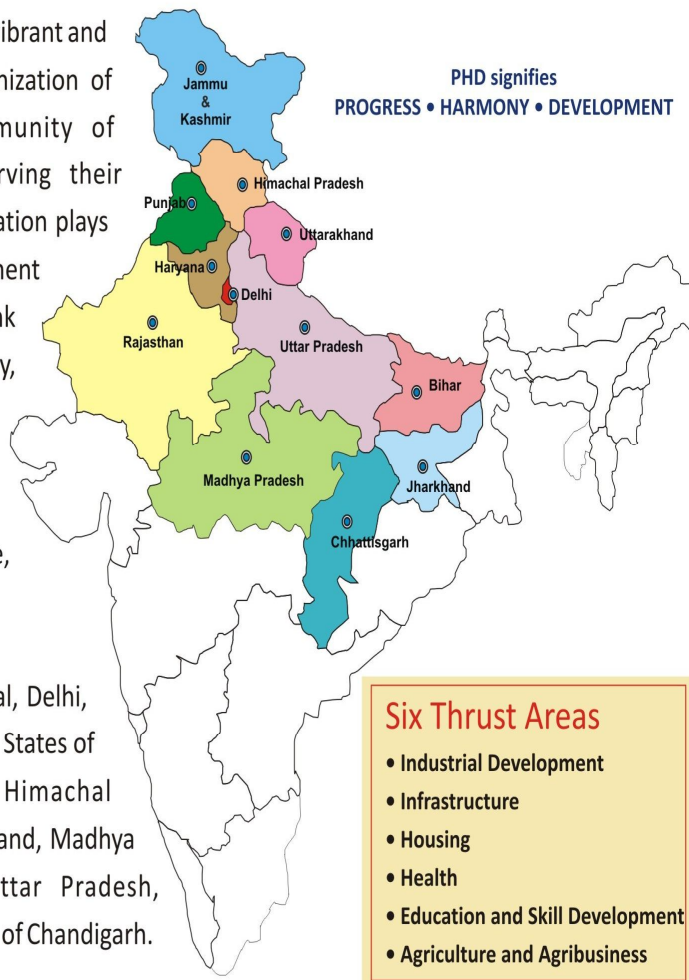 ibrant and
nization of
munity of
rving their
ation plays
ment
nk
y,
e,
al, Delhi,
States of
Himachal
and, Madhya
ttar Pradesh,
of Chandigarh.
PHD signifies
PROGRESS • HARMONY • DEVELOPMENT
Jammu
&
Kashmir
Himachal Pradesh
Punjab
Uttarakhand
Haryana
Delhi
Rajasthan
Uttar Pradesh
Bihar
Madhya Pradesh
Jharkhand
Chhattisgarh
Six Thrust Areas
• Industrial Development
• Infrastructure
• Housing
• Health
• Education and Skill Development
• Agriculture and Agribusiness